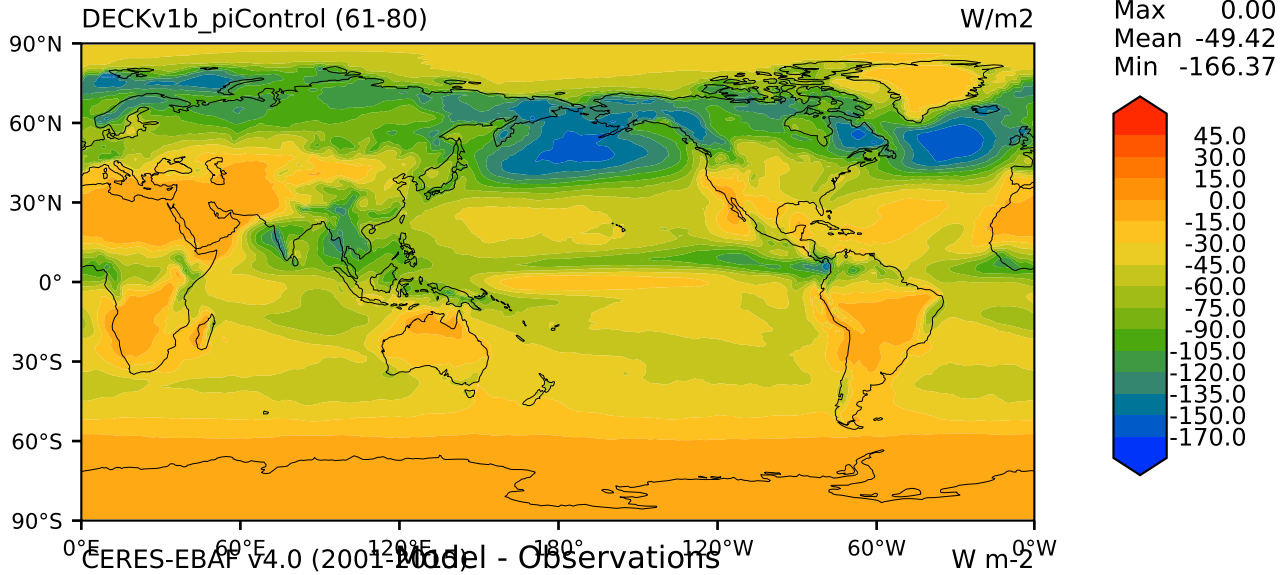 DECKv1b_piControl (61-80) W/m2
Max 0.00
Mean -49.42
Min -166.37
90°N
60°N
30°N
0°
30°S
60°S
90°S
0°E 60°E 120°E 180° 120°W 60°W 0°W
45.0
30.0
15.0
0.0
-15.0
-30.0
-45.0
-60.0
-75.0
-90.0
-105.0
-120.0
-135.0
-150.0
-170.0
CERES-EBAF v4.0 (2001- Model - Observations W m-2